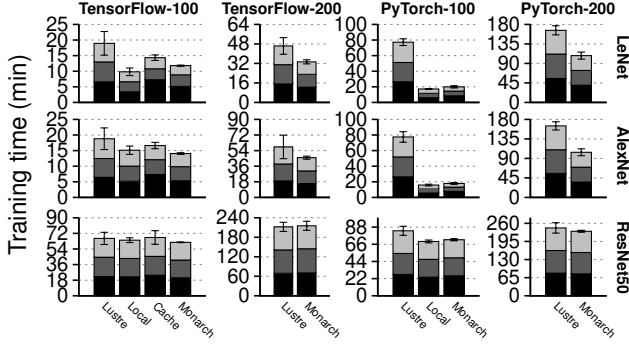 TensorFlow-100 TensorFlow-200 PyTorch-100 PyTorch-200
Training time (min)
25 20 15 10 5 0
64 48 32 16 0
100 80 60 40 20 0
180 135 90 45 0
LeNet
25 20 15 10 5 0
90 72 54 36 18 0
100 80 60 40 20 0
180 135 90 45 0
AlexNet
90 72 54 36 18 0
240 180 120 60 0
88 66 44 22 0
260 195 130 65 0
ResNet50
Lustre Local Cache Monarch
Lustre Monarch
Lustre Local Monarch
Lustre Monarch